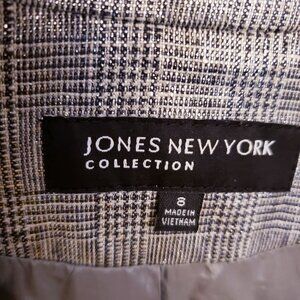 JONES NEW YORK
COLLECTION
8
MADE IN
VIETNAM